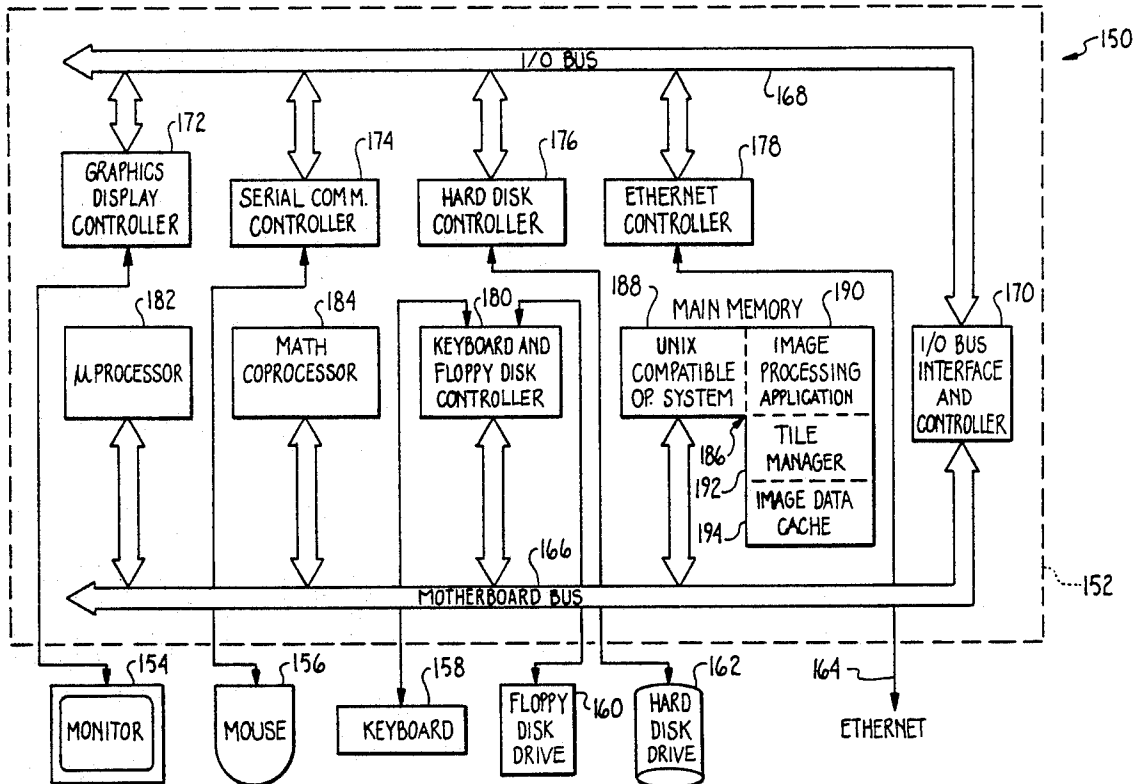 150
I/O BUS
168
172
GRAPHICS
DISPLAY
CONTROLLER
174
SERIAL COMM.
CONTROLLER
176
HARD DISK
CONTROLLER
178
ETHERNET
CONTROLLER
182
μPROCESSOR
184
MATH
COPROCESSOR
180
KEYBOARD AND
FLOPPY DISK
CONTROLLER
188
MAIN MEMORY
190
UNIX
COMPATIBLE
OP. SYSTEM
IMAGE
PROCESSING
APPLICATION
186
192
TILE
MANAGER
194
IMAGE DATA
CACHE
170
I/O BUS
INTERFACE
AND
CONTROLLER
166
MOTHERBOARD BUS
152
154
MONITOR
156
MOUSE
158
KEYBOARD
160
FLOPPY
DISK
DRIVE
162
HARD
DISK
DRIVE
164
ETHERNET